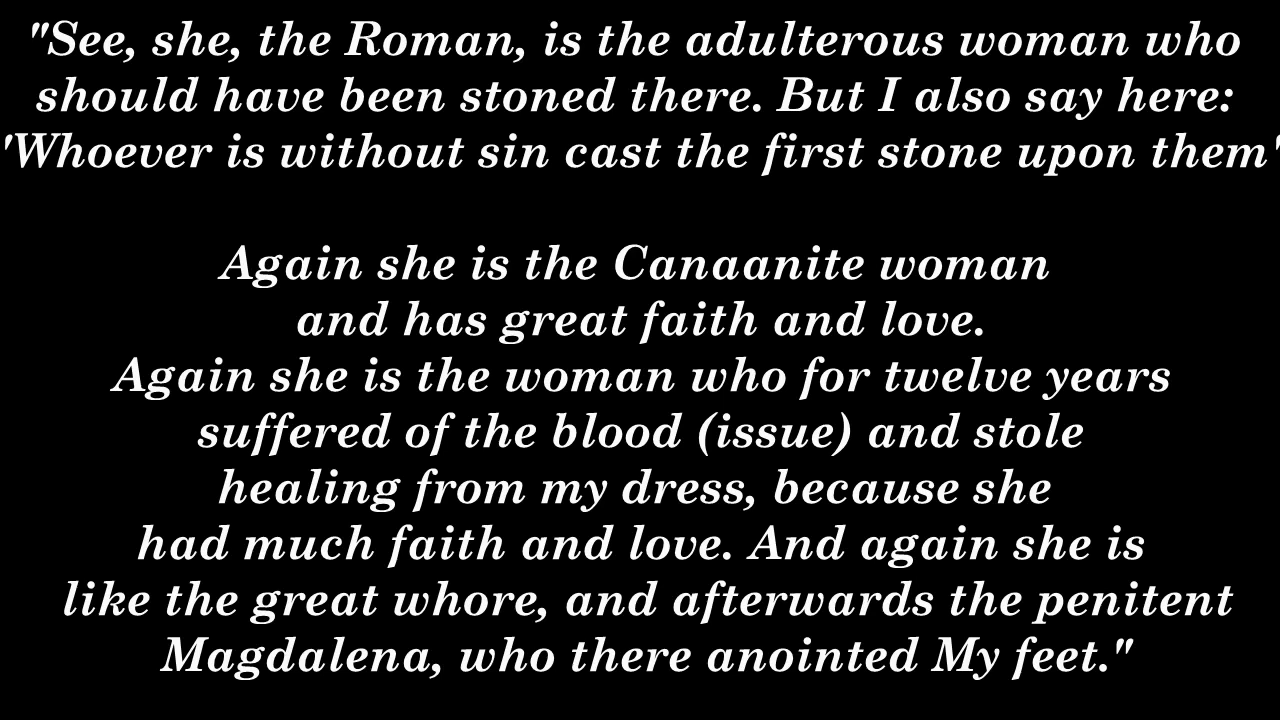 "See, she, the Roman, is the adulterous woman who
should have been stoned there. But I also say here:
'Whoever is without sin cast the first stone upon them'
Again she is the Canaanite woman
and has great faith and love.
Again she is the woman who for twelve years
suffered of the blood (issue) and stole
healing from my dress, because she
had much faith and love. And again she is
like the great whore, and afterwards the penitent
Magdalena, who there anointed My feet."